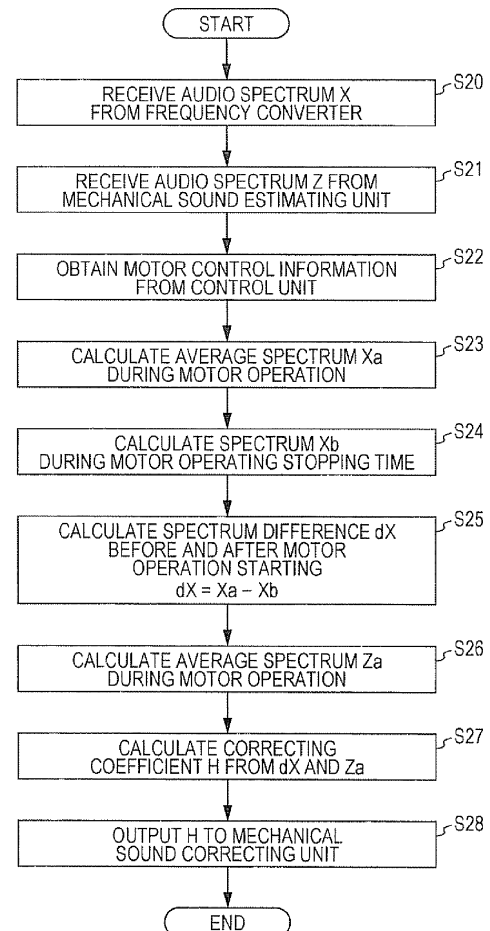 START
S20
RECEIVE AUDIO SPECTRUM X
FROM FREQUENCY CONVERTER
S21
RECEIVE AUDIO SPECTRUM Z FROM
MECHANICAL SOUND ESTIMATING UNIT
S22
OBTAIN MOTOR CONTROL INFORMATION
FROM CONTROL UNIT
S23
CALCULATE AVERAGE SPECTRUM Xa
DURING MOTOR OPERATION
S24
CALCULATE SPECTRUM Xb
DURING MOTOR OPERATING STOPPING TIME
S25
CALCULATE SPECTRUM DIFFERENCE dX
BEFORE AND AFTER MOTOR
OPERATION STARTING
dX = Xa – Xb
S26
CALCULATE AVERAGE SPECTRUM Za
DURING MOTOR OPERATION
S27
CALCULATE CORRECTING
COEFFICIENT H FROM dX AND Za
S28
OUTPUT H TO MECHANICAL
SOUND CORRECTING UNIT
END